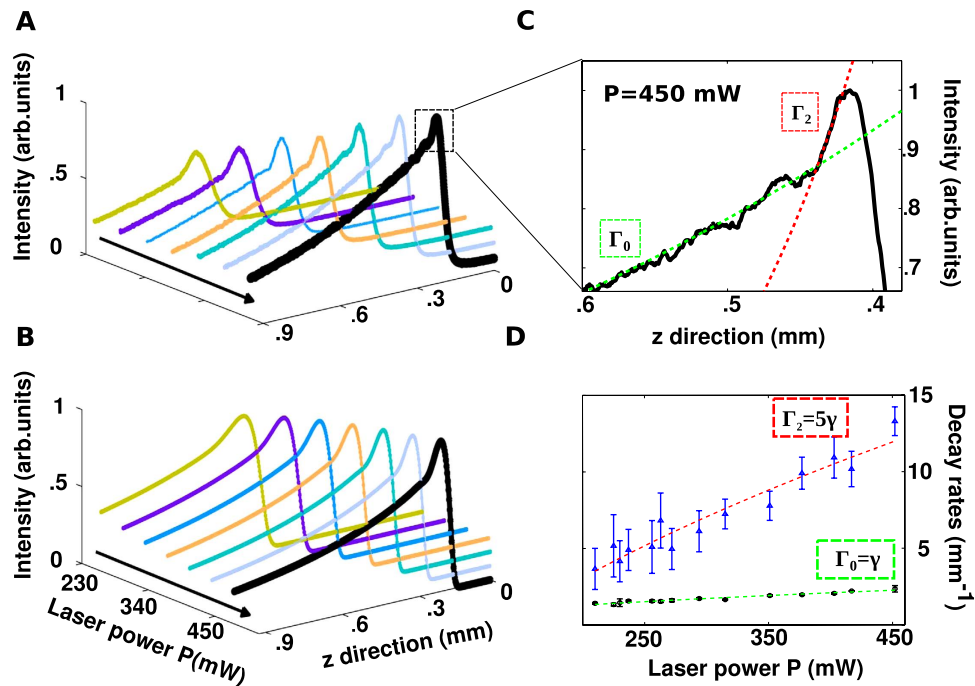 A
Intensity (arb.units)
1
.5
0
.9
.6
.3
0
C
P=450 mW
Γ2
Γ0
1
.9
.8
.7
Intensity (arb.units)
.6
.5
.4
z direction (mm)
B
Intensity (arb.units)
1
.5
0
230
340
450
Laser power P(mW)
.9
.6
.3
0
z direction (mm)
D
Γ2=5γ
Γ0=γ
15
10
5
Decay rates (mm-1)
250
350
450
Laser power P (mW)